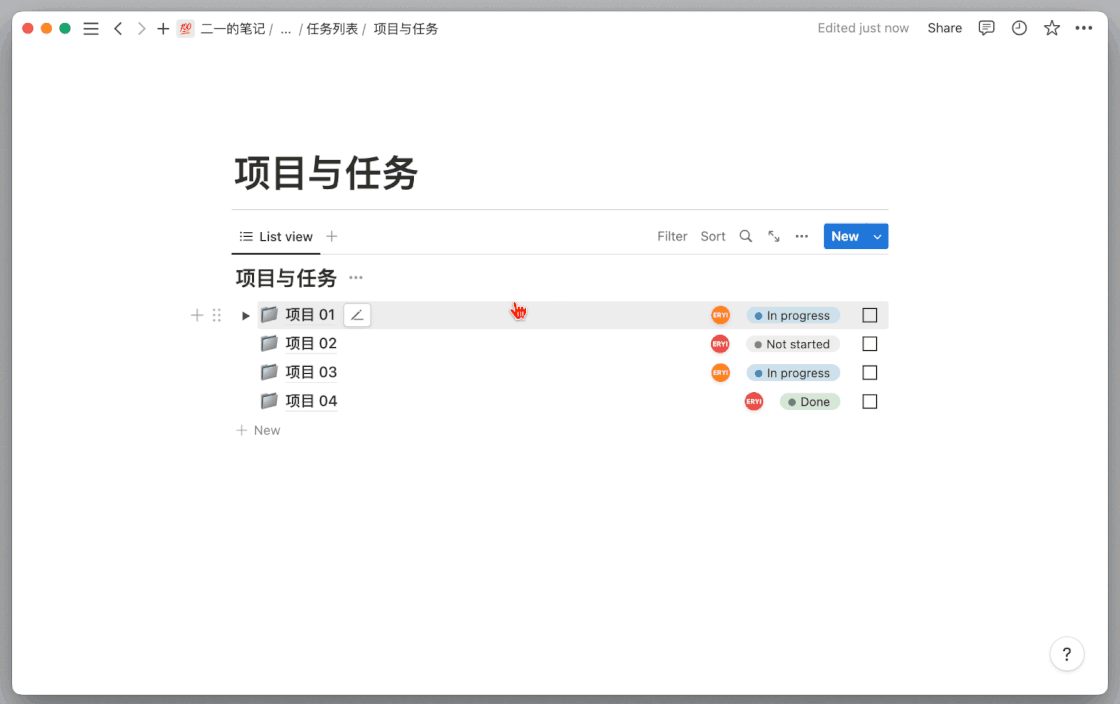 💯 二一的笔记 / ... / 任务列表 / 项目与任务
Edited just now Share
项目与任务
List view
Filter Sort New
项目与任务
项目 01 ERYI In progress
项目 02 ERYI Not started
项目 03 ERYI In progress
项目 04 ERYI Done
New
?